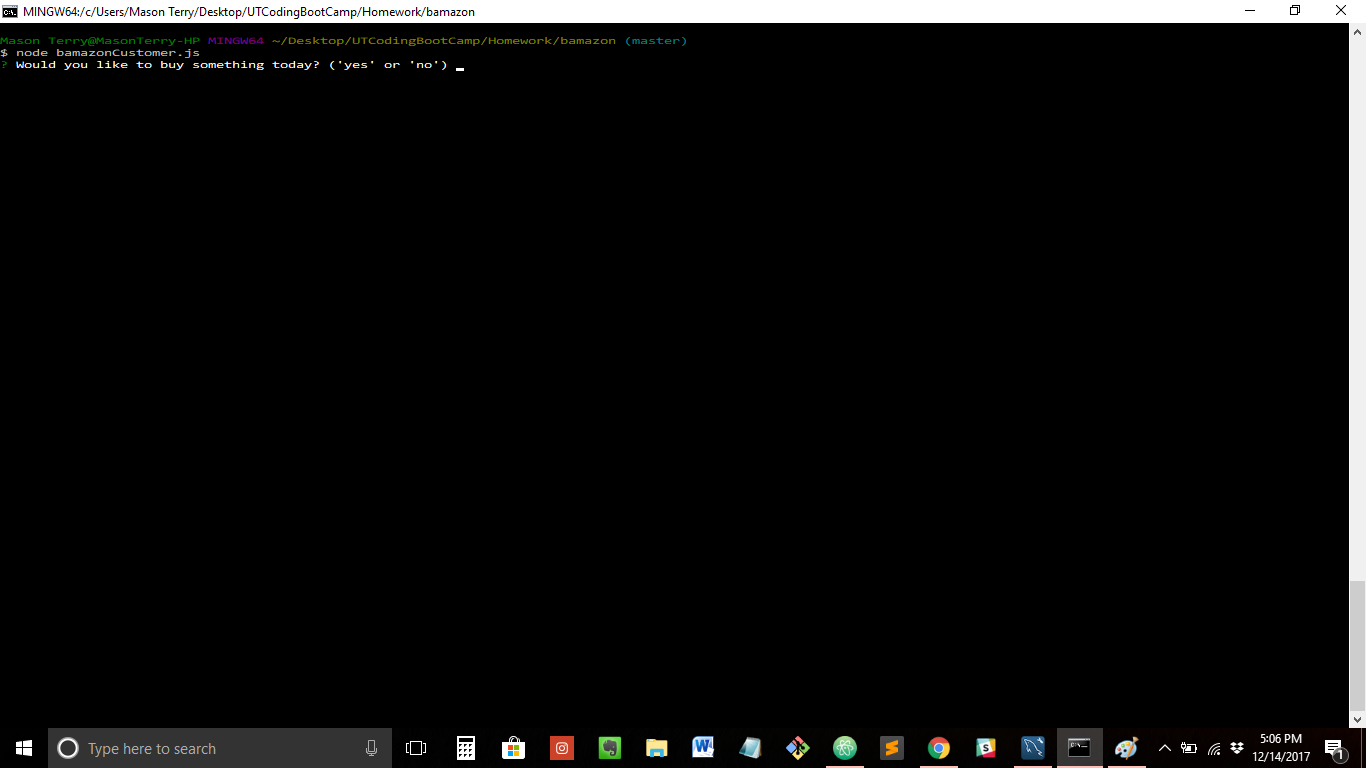 MINGW64:/c/Users/Mason Terry/Desktop/UTCodingBootCamp/Homework/bamazon
Mason Terry@MasonTerry-HP MINGW64 ~/Desktop/UTCodingBootCamp/Homework/bamazon (master)
$ node bamazonCustomer.js
? Would you like to buy something today? ('yes' or 'no')
Type here to search
5:06 PM
12/14/2017
1